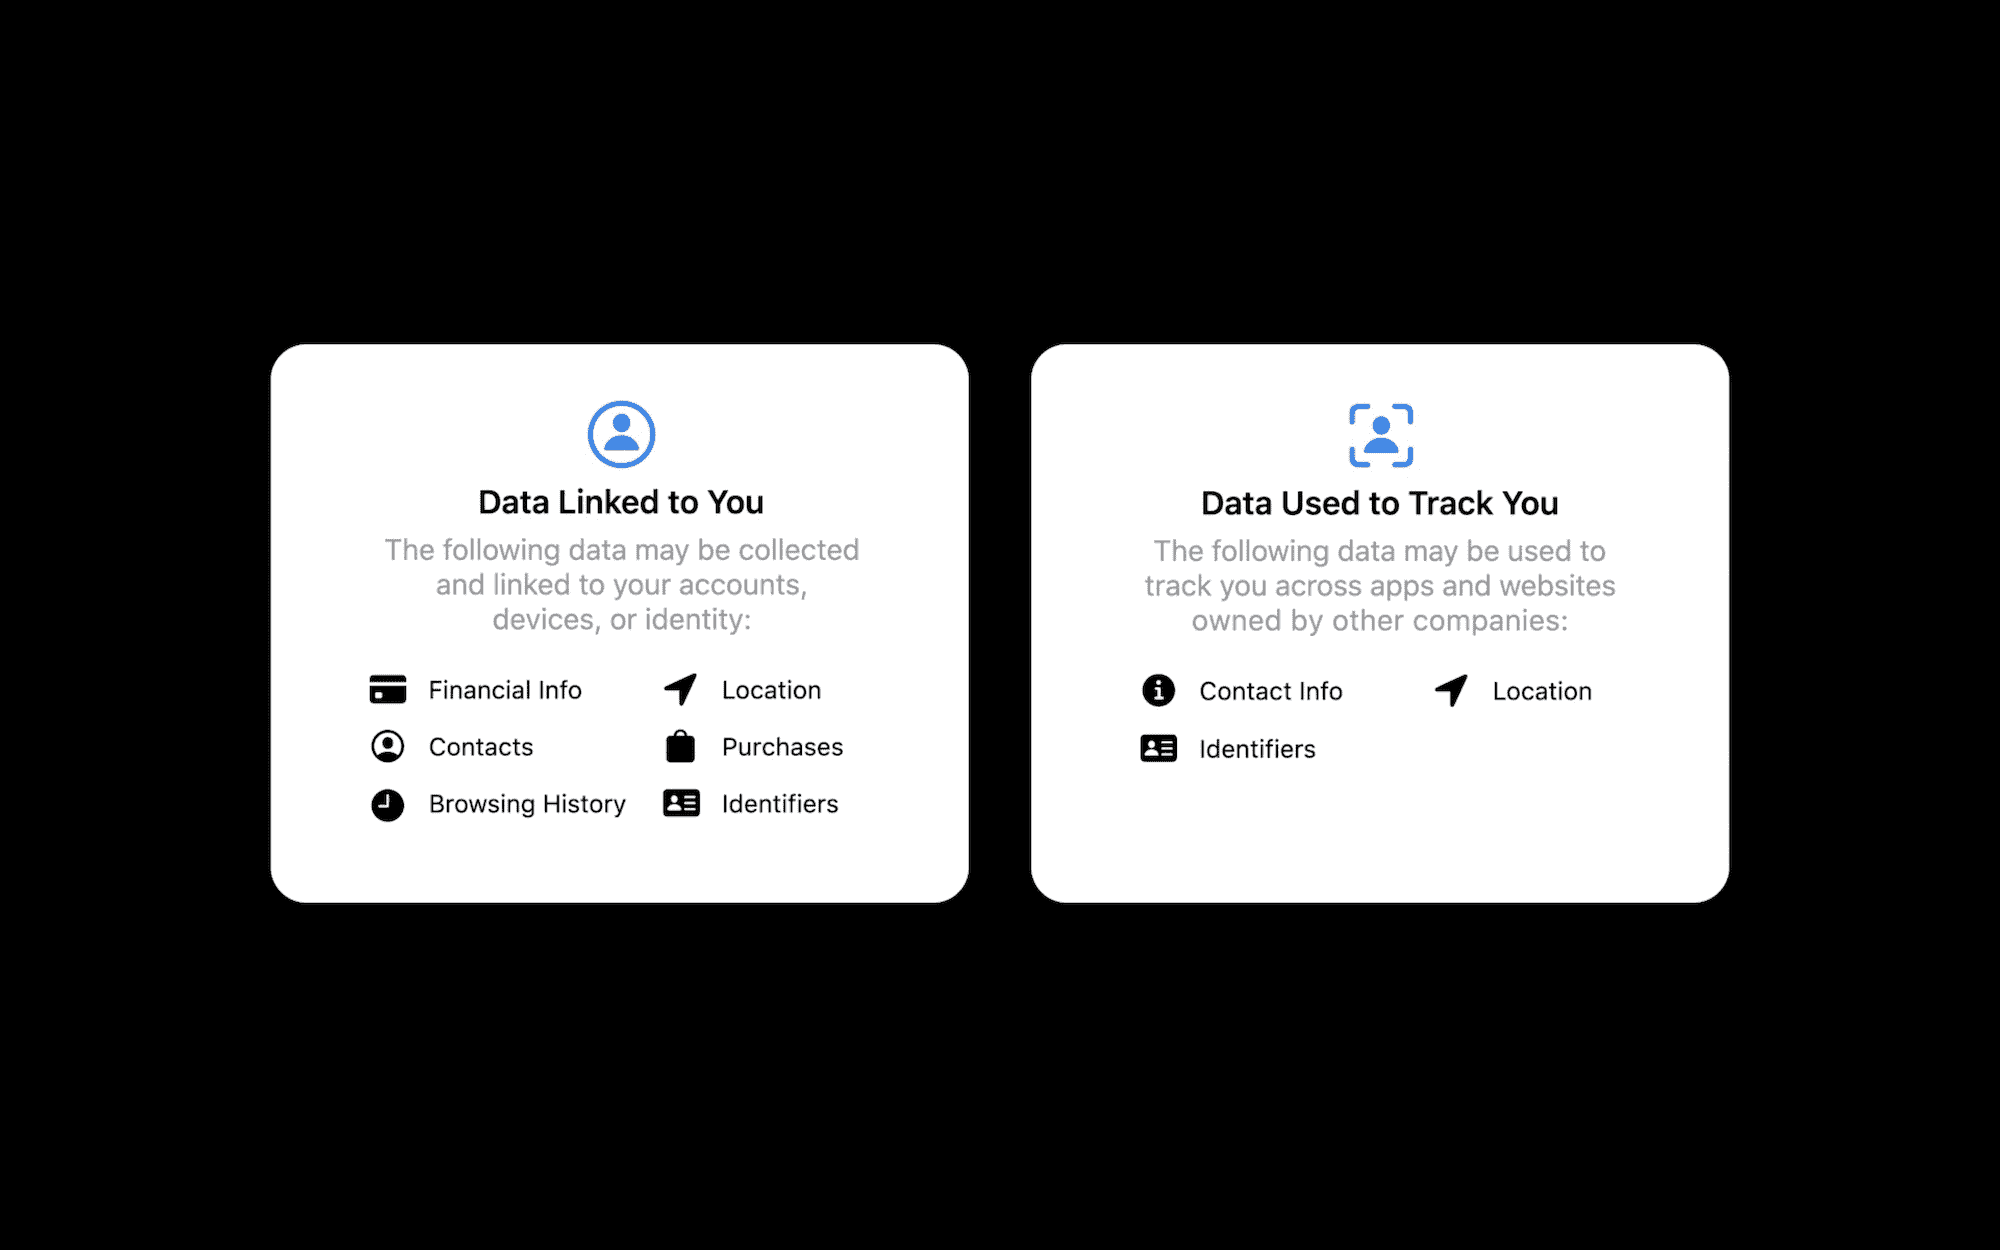 Data Linked to You
The following data may be collected
and linked to your accounts,
devices, or identity:
Financial Info
Location
Contacts
Purchases
Browsing History
Identifiers
Data Used to Track You
The following data may be used to
track you across apps and websites
owned by other companies:
Contact Info
Location
Identifiers